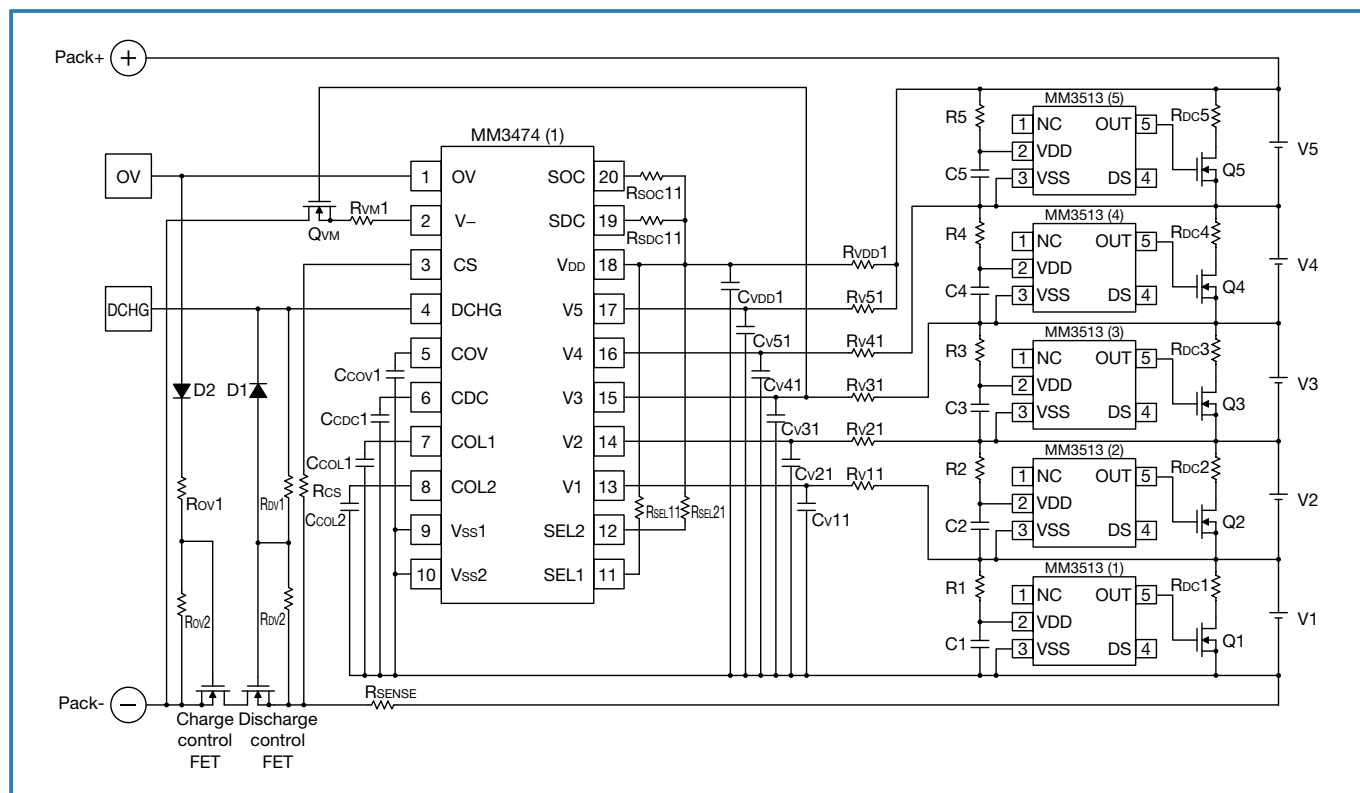 Pack+
+
OV
DCHG
MM3474 (1)
1 OV SOC 20
2 V– SDC 19
3 CS VDD 18
4 DCHG V5 17
5 COV V4 16
6 CDC V3 15
7 COL1 V2 14
8 COL2 V1 13
9 VSS1 SEL2 12
10 VSS2 SEL1 11
QVM
RVM1
RSOC11
RSDC11
RVDD1
RV51
RV41
RV31
RV21
RV11
CVDD1
CV51
CV41
CV31
CV21
CV11
RSEL11
RSEL21
CCOV1
CCDC1
CCOL1
CCOL2
RCS
D2
D1
ROV1
RDV1
ROV2
RDV2
MM3513 (5)
R5
C5
1 NC OUT 5
2 VDD
3 VSS DS 4
RDC5
Q5
V5
MM3513 (4)
R4
C4
1 NC OUT 5
2 VDD
3 VSS DS 4
RDC4
Q4
V4
MM3513 (3)
R3
C3
1 NC OUT 5
2 VDD
3 VSS DS 4
RDC3
Q3
V3
MM3513 (2)
R2
C2
1 NC OUT 5
2 VDD
3 VSS DS 4
RDC2
Q2
V2
MM3513 (1)
R1
C1
1 NC OUT 5
2 VDD
3 VSS DS 4
RDC1
Q1
V1
Pack-
–
RSENSE
Charge
control
FET
Discharge
control
FET